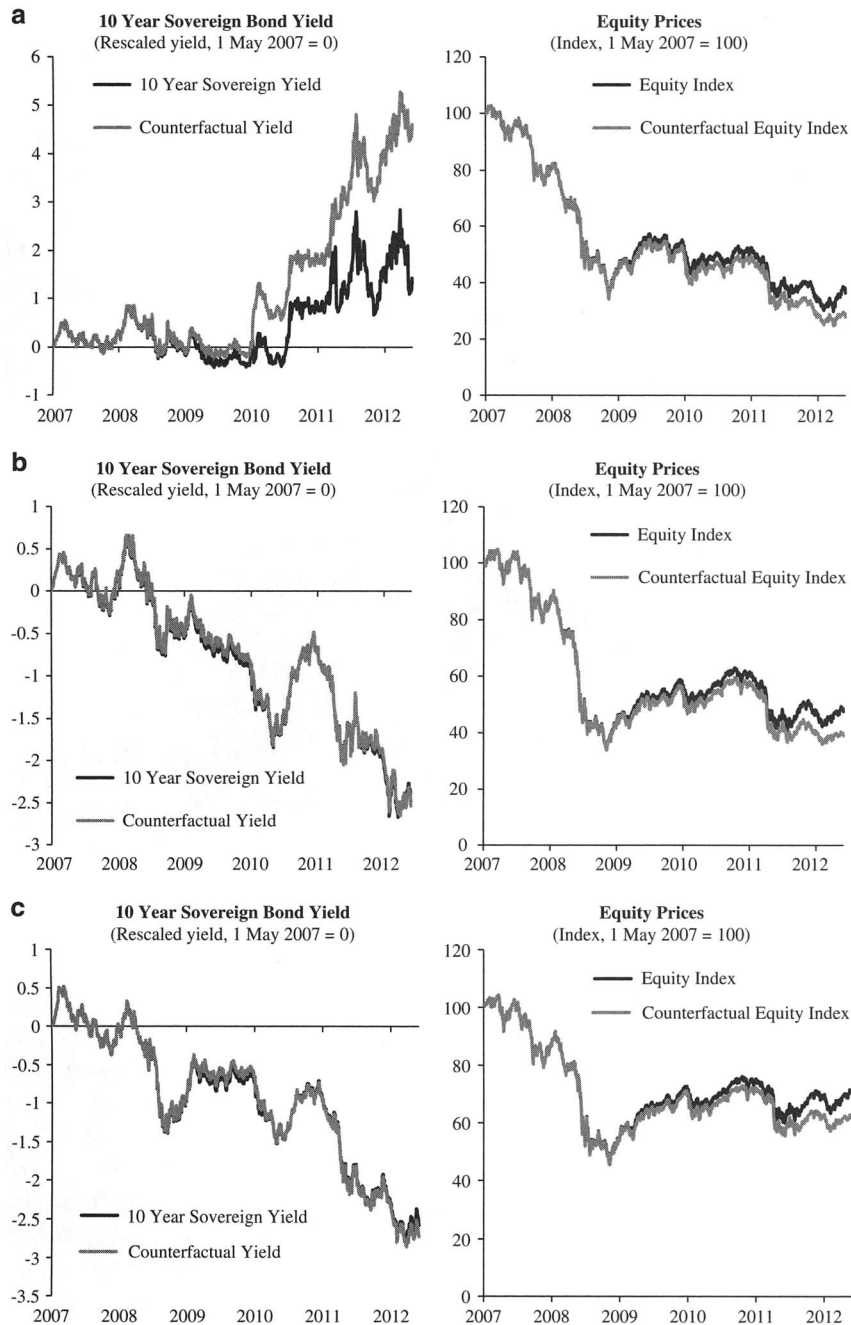 a
10 Year Sovereign Bond Yield
(Rescaled yield, 1 May 2007 = 0)
6
5
4
3
2
1
0
-1
10 Year Sovereign Yield
Counterfactual Yield
2007 2008 2009 2010 2011 2012
Equity Prices
(Index, 1 May 2007 = 100)
120
100
80
60
40
20
0
Equity Index
Counterfactual Equity Index
2007 2008 2009 2010 2011 2012
b
10 Year Sovereign Bond Yield
(Rescaled yield, 1 May 2007 = 0)
1
0.5
0
-0.5
-1
-1.5
-2
-2.5
-3
10 Year Sovereign Yield
Counterfactual Yield
2007 2008 2009 2010 2011 2012
Equity Prices
(Index, 1 May 2007 = 100)
120
100
80
60
40
20
0
Equity Index
Counterfactual Equity Index
2007 2008 2009 2010 2011 2012
c
10 Year Sovereign Bond Yield
(Rescaled yield, 1 May 2007 = 0)
1
0.5
0
-0.5
-1
-1.5
-2
-2.5
-3
-3.5
10 Year Sovereign Yield
Counterfactual Yield
2007 2008 2009 2010 2011 2012
Equity Prices
(Index, 1 May 2007 = 100)
120
100
80
60
40
20
0
Equity Index
Counterfactual Equity Index
2007 2008 2009 2010 2011 2012